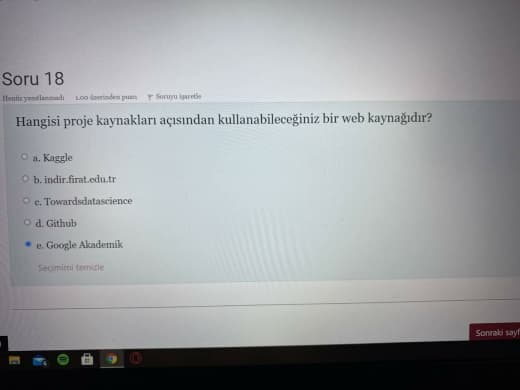 Soru 18
Henüz yanıtlanmadı 1,00 üzerinden puan Soruyu işaretle
Hangisi proje kaynakları açısından kullanabileceğiniz bir web kaynağıdır?
a. Kaggle
b. indir.firat.edu.tr
c. Towardsdatascience
d. Github
e. Google Akademik
Seçimimi temizle
Sonraki sayf